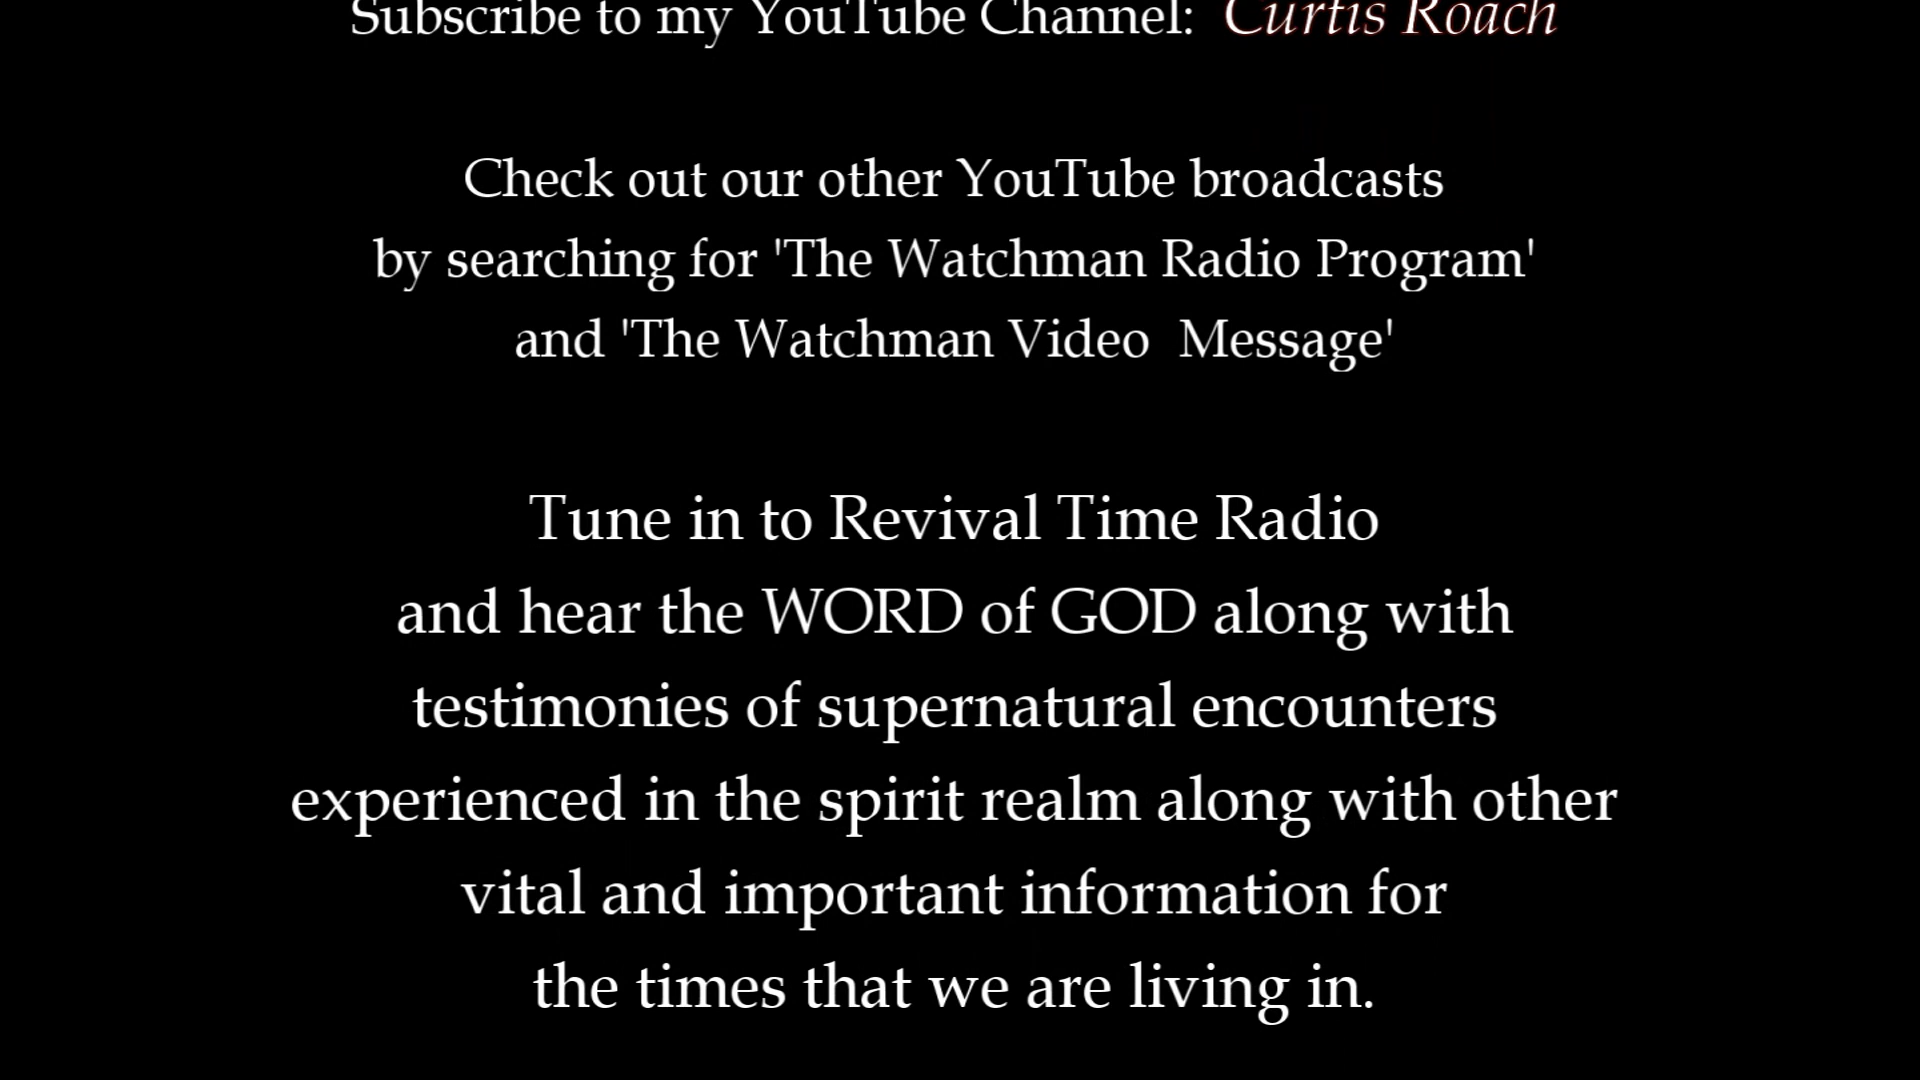 Subscribe to my YouTube Channel: Curtis Roach
Check out our other YouTube broadcasts
by searching for 'The Watchman Radio Program'
and 'The Watchman Video  Message'
Tune in to Revival Time Radio
and hear the WORD of GOD along with
testimonies of supernatural encounters
experienced in the spirit realm along with other
vital and important information for
the times that we are living in.